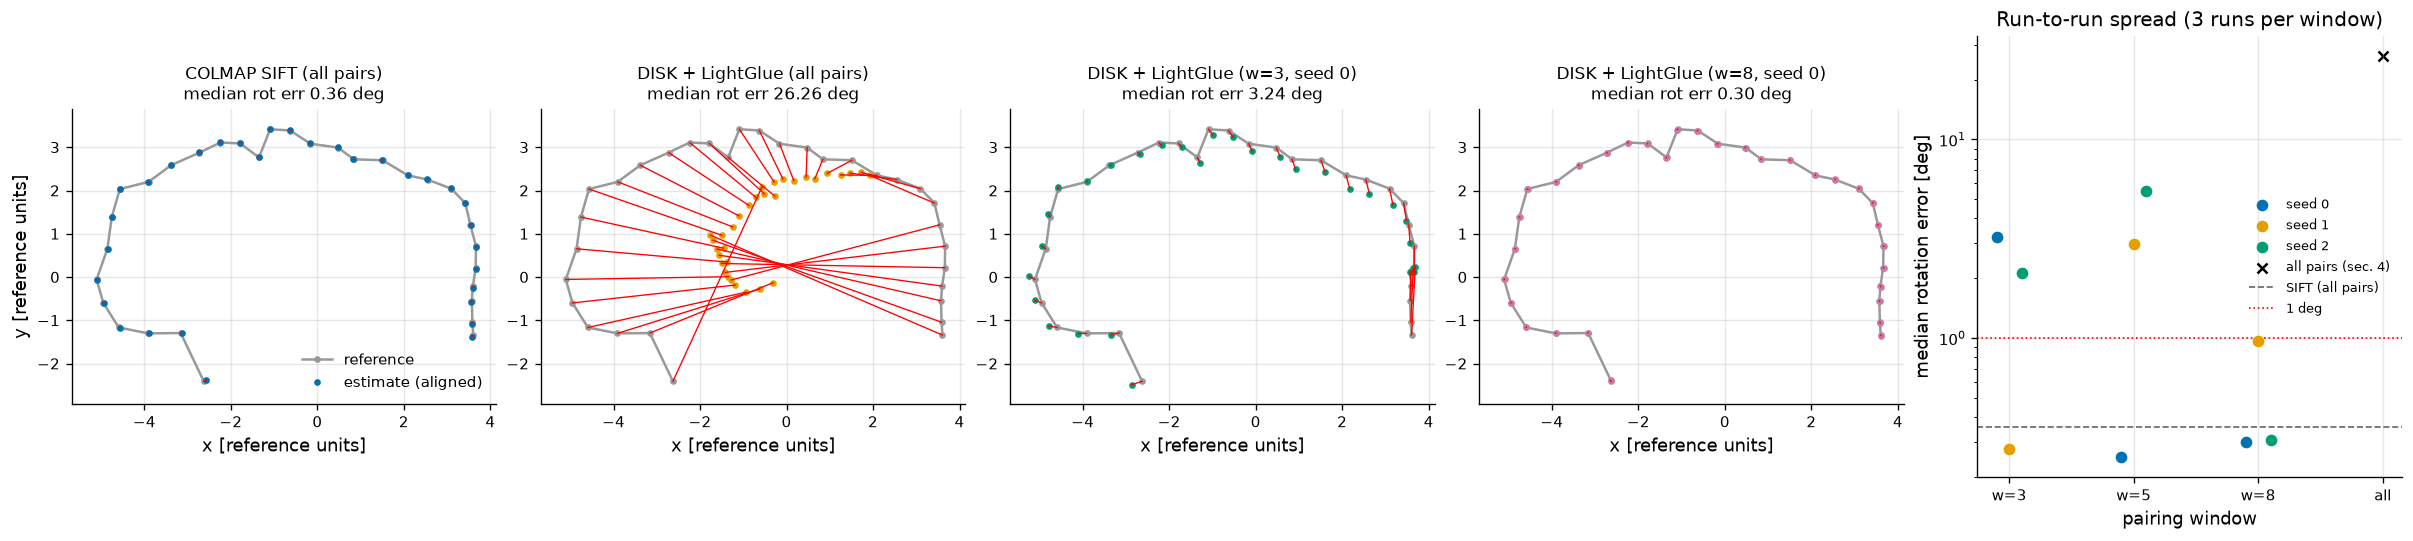 COLMAP SIFT (all pairs)
median rot err 0.36 deg
3
2
1
0
−1
−2
y [reference units]
−4
−2
0
2
4
x [reference units]
reference
estimate (aligned)
DISK + LightGlue (all pairs)
median rot err 26.26 deg
3
2
1
0
−1
−2
−4
−2
0
2
4
x [reference units]
DISK + LightGlue (w=3, seed 0)
median rot err 3.24 deg
3
2
1
0
−1
−2
−4
−2
0
2
4
x [reference units]
DISK + LightGlue (w=8, seed 0)
median rot err 0.30 deg
3
2
1
0
−1
−2
−4
−2
0
2
4
x [reference units]
Run-to-run spread (3 runs per window)
median rotation error [deg]
10¹
10⁰
seed 0
seed 1
seed 2
all pairs (sec. 4)
SIFT (all pairs)
1 deg
w=3
w=5
w=8
all
pairing window